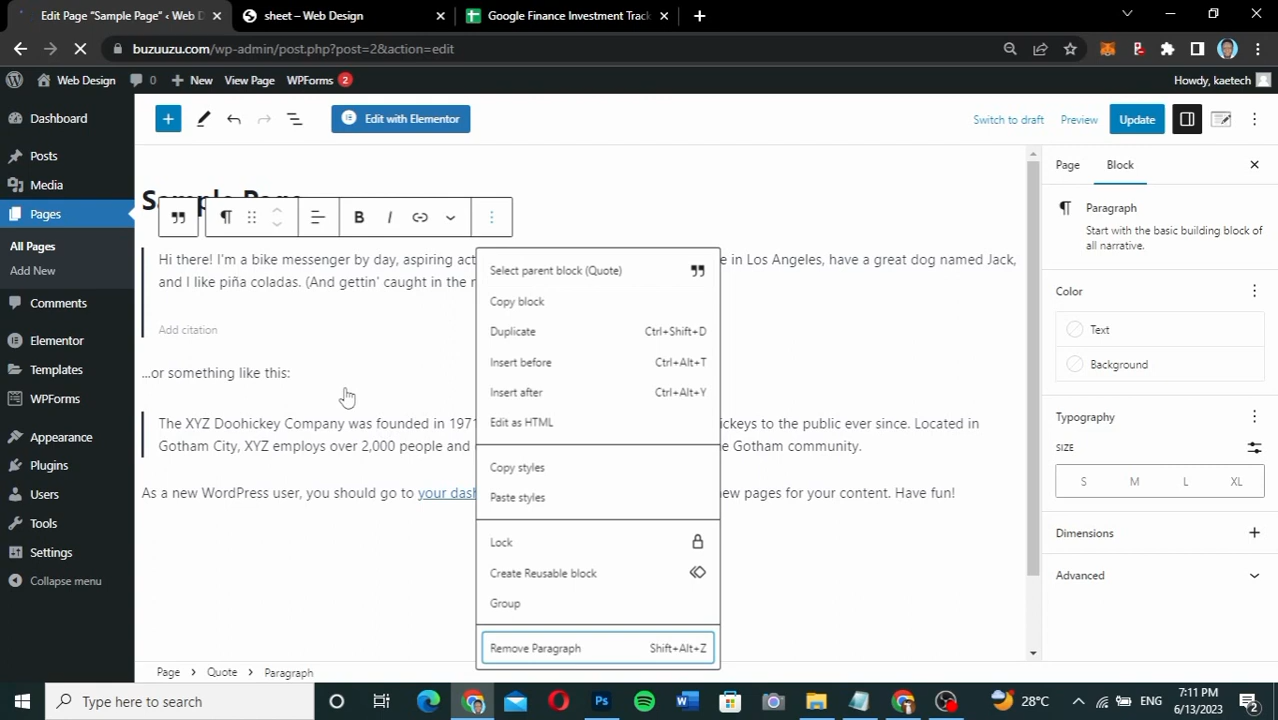 Edit Page “Sample Page” ‹ Web D
sheet – Web Design
Google Finance Investment Track
buzuuzu.com/wp-admin/post.php?post=2&action=edit
Web Design
0
New
View Page
WPForms
2
Howdy, kaetech
Dashboard
Posts
Media
Pages
All Pages
Add New
Comments
Elementor
Templates
WPForms
Appearance
Plugins
Users
Tools
Settings
Collapse menu
Edit with Elementor
Switch to draft
Preview
Update
Sample Page
B
I
Hi there! I'm a bike messenger by day, aspiring act
e in Los Angeles, have a great dog named Jack,
and I like piña coladas. (And gettin' caught in the r
Add citation
...or something like this:
The XYZ Doohickey Company was founded in 1971
ckeys to the public ever since. Located in
Gotham City, XYZ employs over 2,000 people and
e Gotham community.
As a new WordPress user, you should go to your dash
new pages for your content. Have fun!
Select parent block (Quote)
Copy block
Duplicate Ctrl+Shift+D
Insert before Ctrl+Alt+T
Insert after Ctrl+Alt+Y
Edit as HTML
Copy styles
Paste styles
Lock
Create Reusable block
Group
Remove Paragraph Shift+Alt+Z
Page
Block
Paragraph
Start with the basic building block of
all narrative.
Color
Text
Background
Typography
SIZE
S M L XL
Dimensions
Advanced
Page
Quote
Paragraph
Type here to search
28°C
ENG
7:11 PM
6/13/2023
2